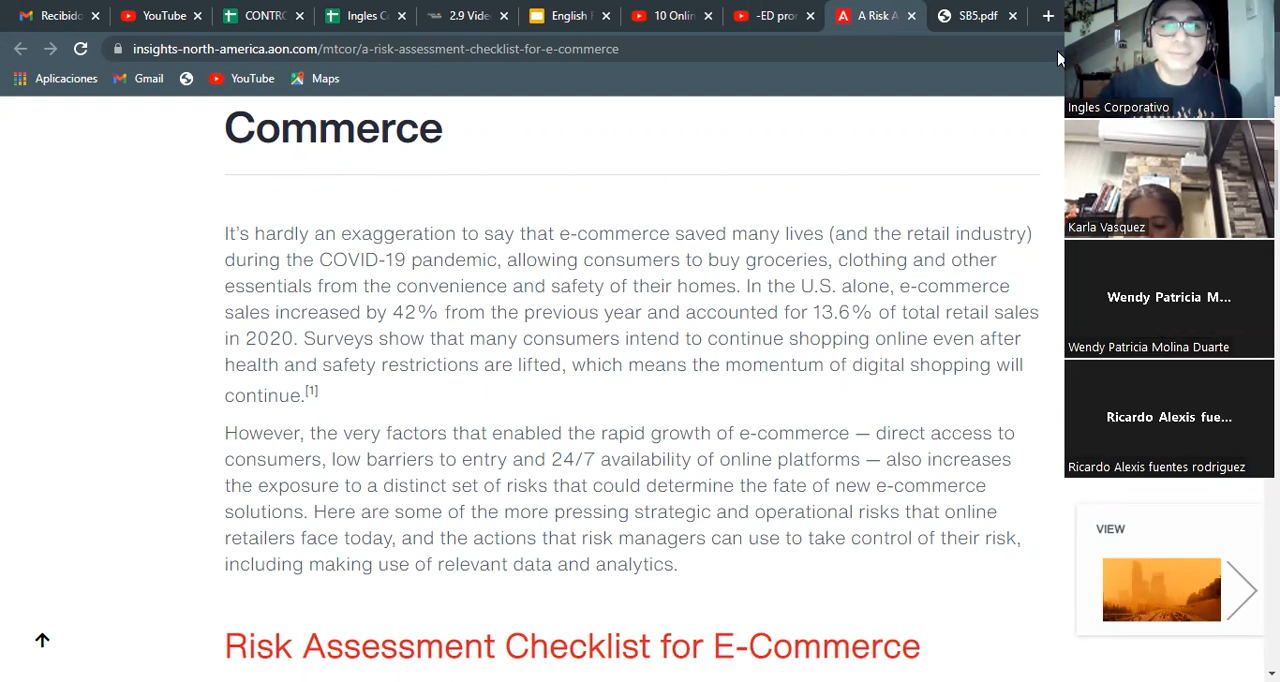 Recibido
YouTube
CONTRO
Ingles Co
2.9 Vide
English F
10 Onlin
-ED pron
A Risk A
SB5.pdf
insights-north-america.aon.com/mtcor/a-risk-assessment-checklist-for-e-commerce
Aplicaciones
Gmail
YouTube
Maps
Ingles Corporativo
Karla Vasquez
Wendy Patricia M...
Wendy Patricia Molina Duarte
Ricardo Alexis fue...
Ricardo Alexis fuentes rodriguez
Commerce
It's hardly an exaggeration to say that e-commerce saved many lives (and the retail industry)
during the COVID-19 pandemic, allowing consumers to buy groceries, clothing and other
essentials from the convenience and safety of their homes. In the U.S. alone, e-commerce
sales increased by 42% from the previous year and accounted for 13.6% of total retail sales
in 2020. Surveys show that many consumers intend to continue shopping online even after
health and safety restrictions are lifted, which means the momentum of digital shopping will
continue.[1]
However, the very factors that enabled the rapid growth of e-commerce — direct access to
consumers, low barriers to entry and 24/7 availability of online platforms — also increases
the exposure to a distinct set of risks that could determine the fate of new e-commerce
solutions. Here are some of the more pressing strategic and operational risks that online
retailers face today, and the actions that risk managers can use to take control of their risk,
including making use of relevant data and analytics.
VIEW
Risk Assessment Checklist for E-Commerce